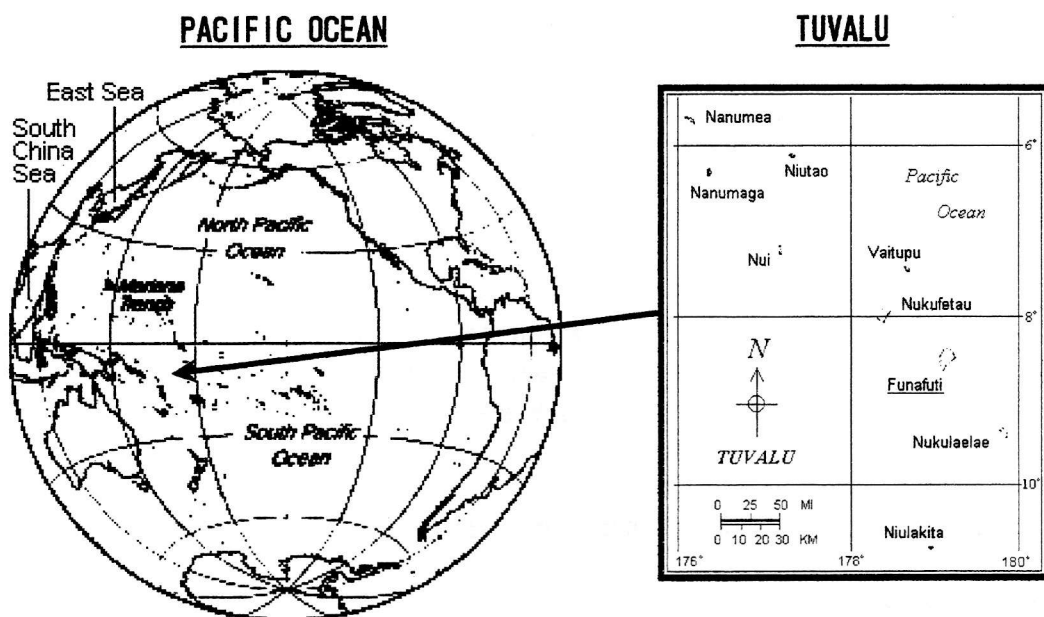 PACIFIC OCEAN
East Sea
South
China
Sea
North Pacific
Ocean
Mariana
Trench
South Pacific
Ocean
TUVALU
Nanumea
6°
Niutao
Nanumaga
Pacific
Ocean
Nui
Vaitupu
Nukufetau
8°
N
Funafuti
Nukulaelae
TUVALU
10°
0 25 50 MI
0 10 20 30 KM
Niulakita
176°
178°
180°